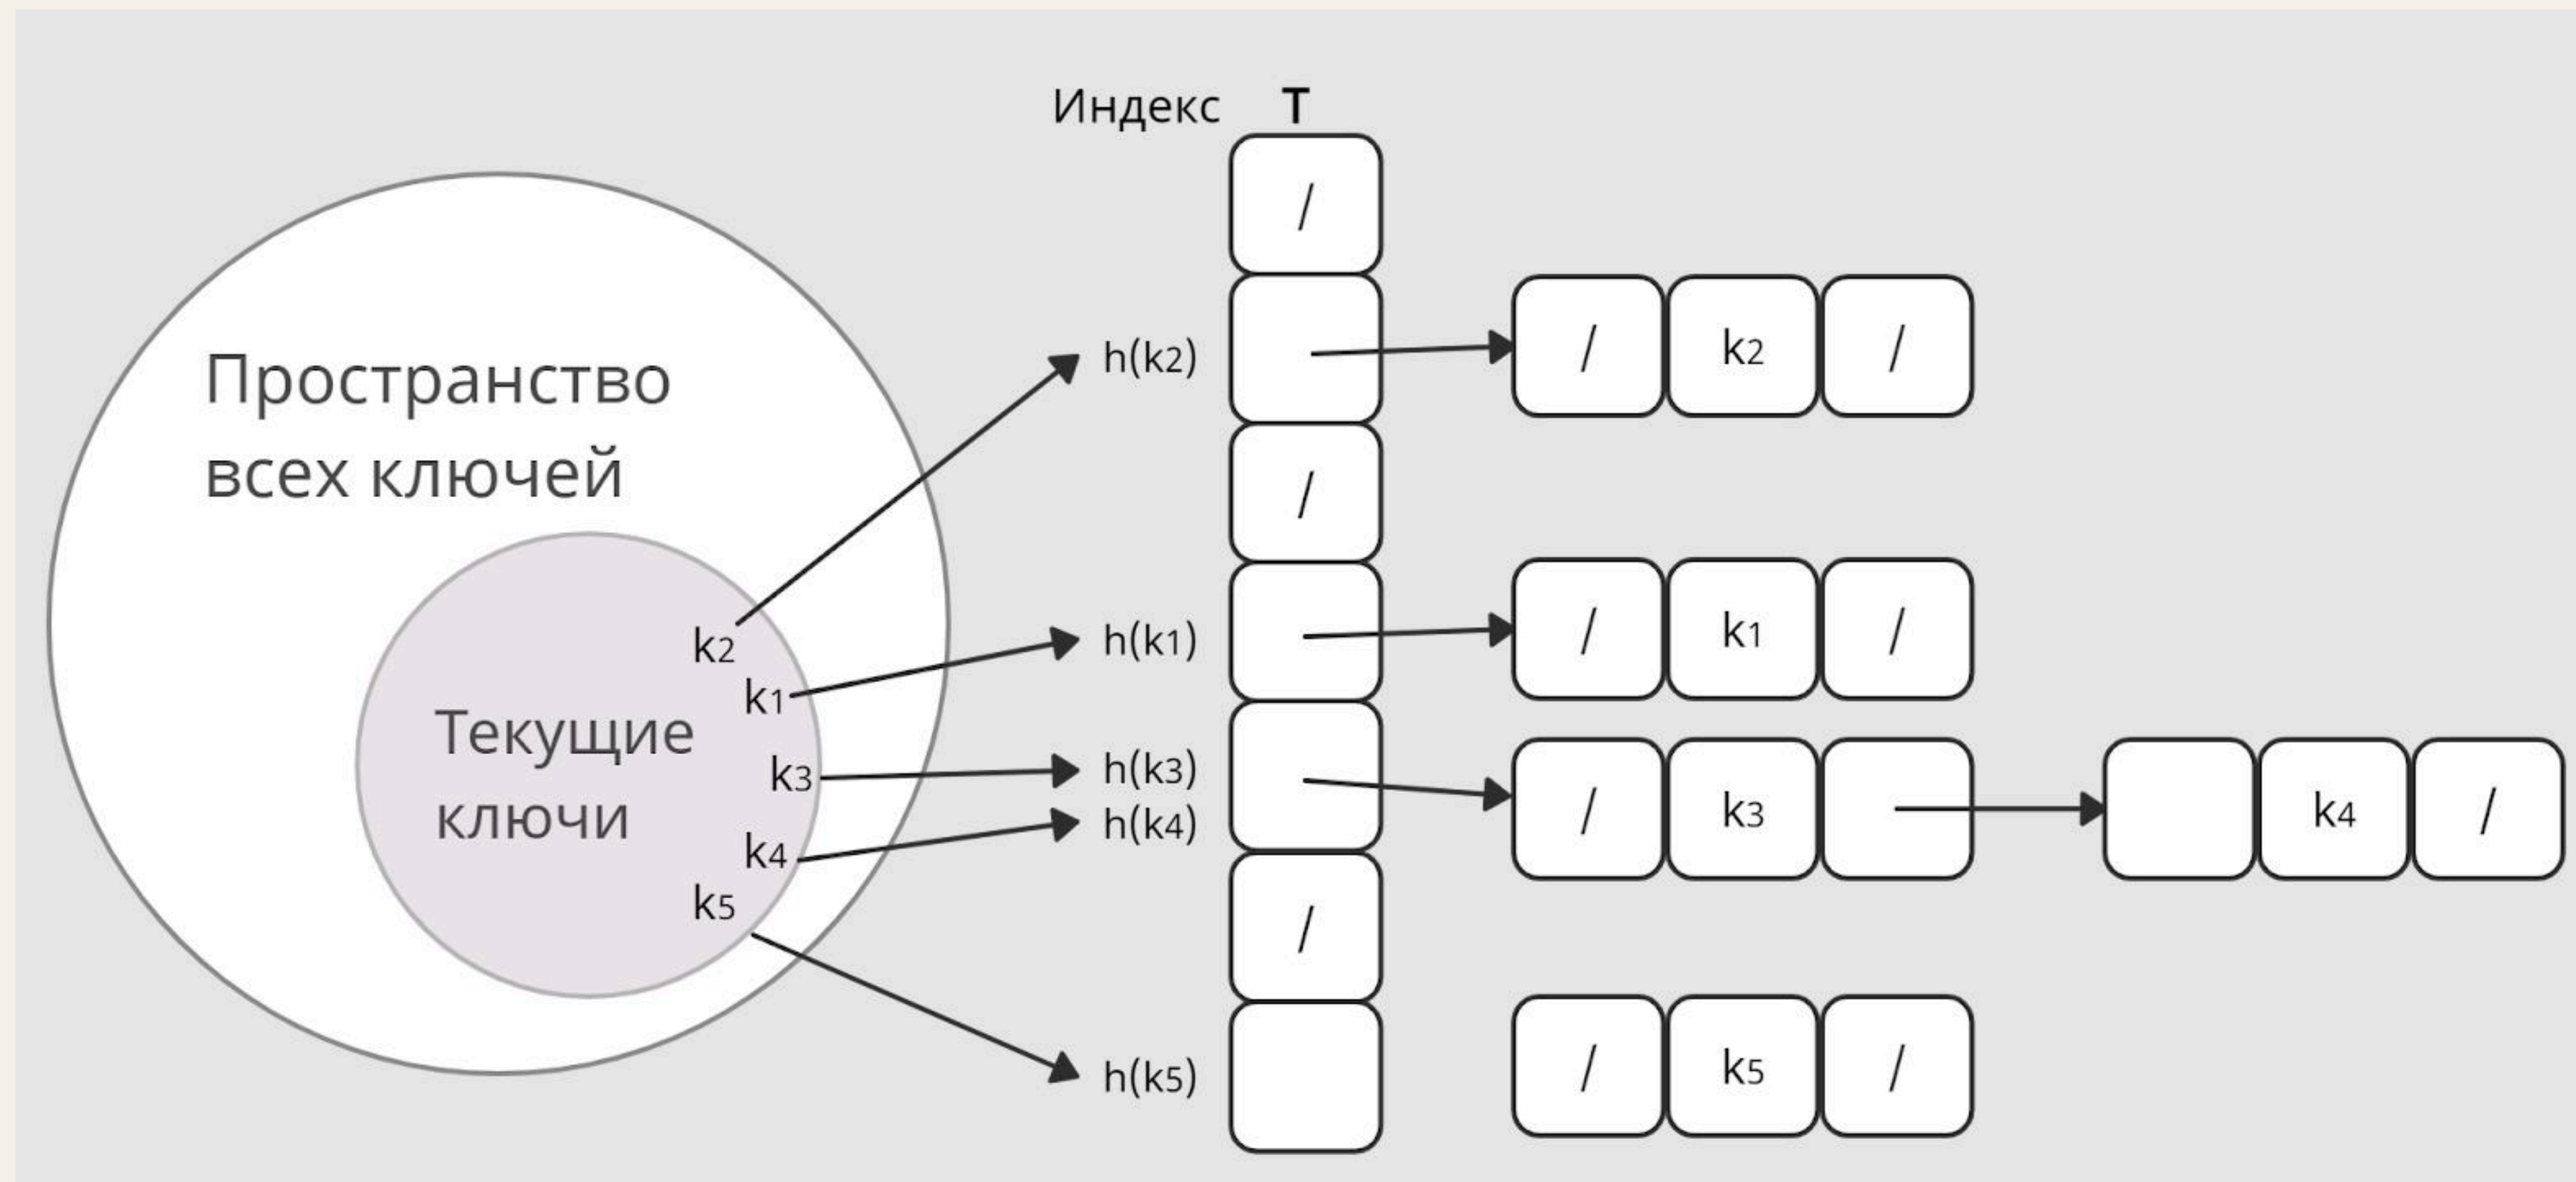 Индекс T
/
h(k2) / k2 /
Пространство
всех ключей
/
k2
h(k1) / k1 /
k1
Текущие
ключи
k3
h(k3) / k3 k4 /
h(k4)
k4
k5
/
h(k5) / k5 /